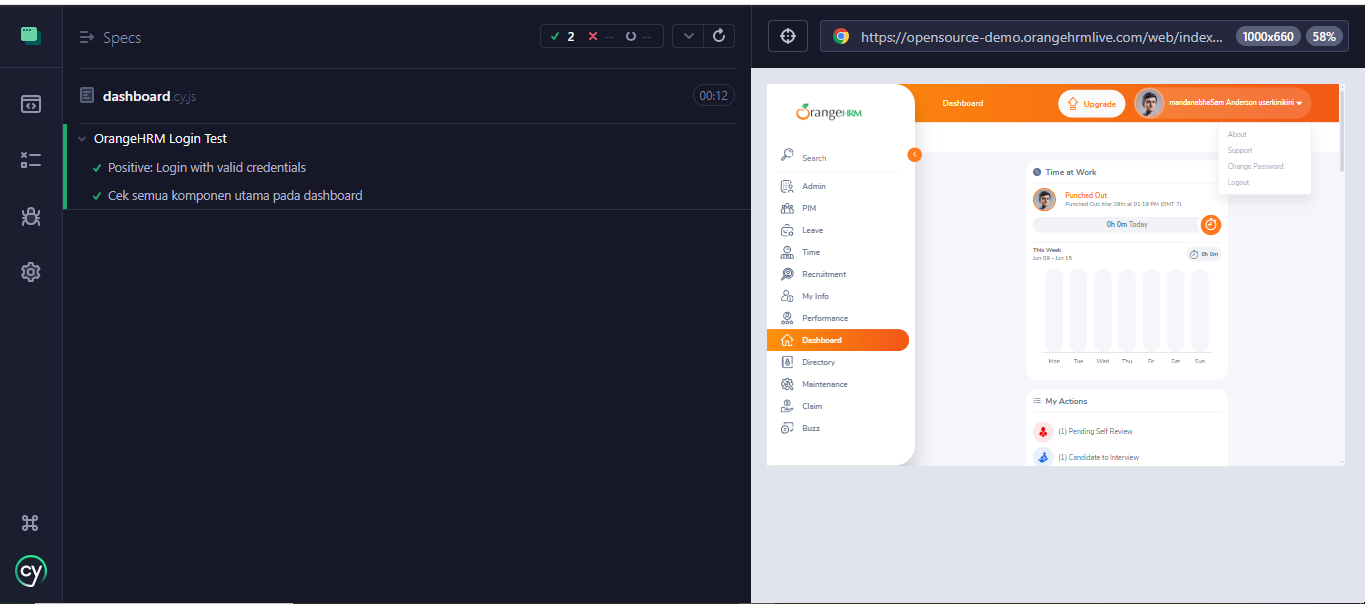 Specs
2
--
--
dashboard.cy.js
00:12
OrangeHRM Login Test
Positive: Login with valid credentials
Cek semua komponen utama pada dashboard
cy
https://opensource-demo.orangehrmlive.com/web/index...
1000x660
58%
OrangeHRM
Search
Admin
PIM
Leave
Time
Recruitment
My Info
Performance
Dashboard
Directory
Maintenance
Claim
Buzz
Dashboard
Upgrade
mandanabhaSam Anderson userkinikini
About
Support
Change Password
Logout
Time at Work
Punched Out
Punched Out: Mar 29th at 01:19 PM (GMT 7)
0h 0m Today
This Week
Jun 09 - Jun 15
0h 0m
Mon Tue Wed Thu Fri Sat Sun
My Actions
(1) Pending Self Review
(1) Candidate to Interview